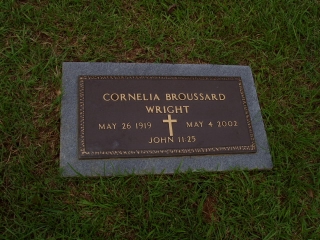 CORNELIA BROUSSARD
WRIGHT
MAY 26 1919 MAY 4 2002
JOHN 11:25